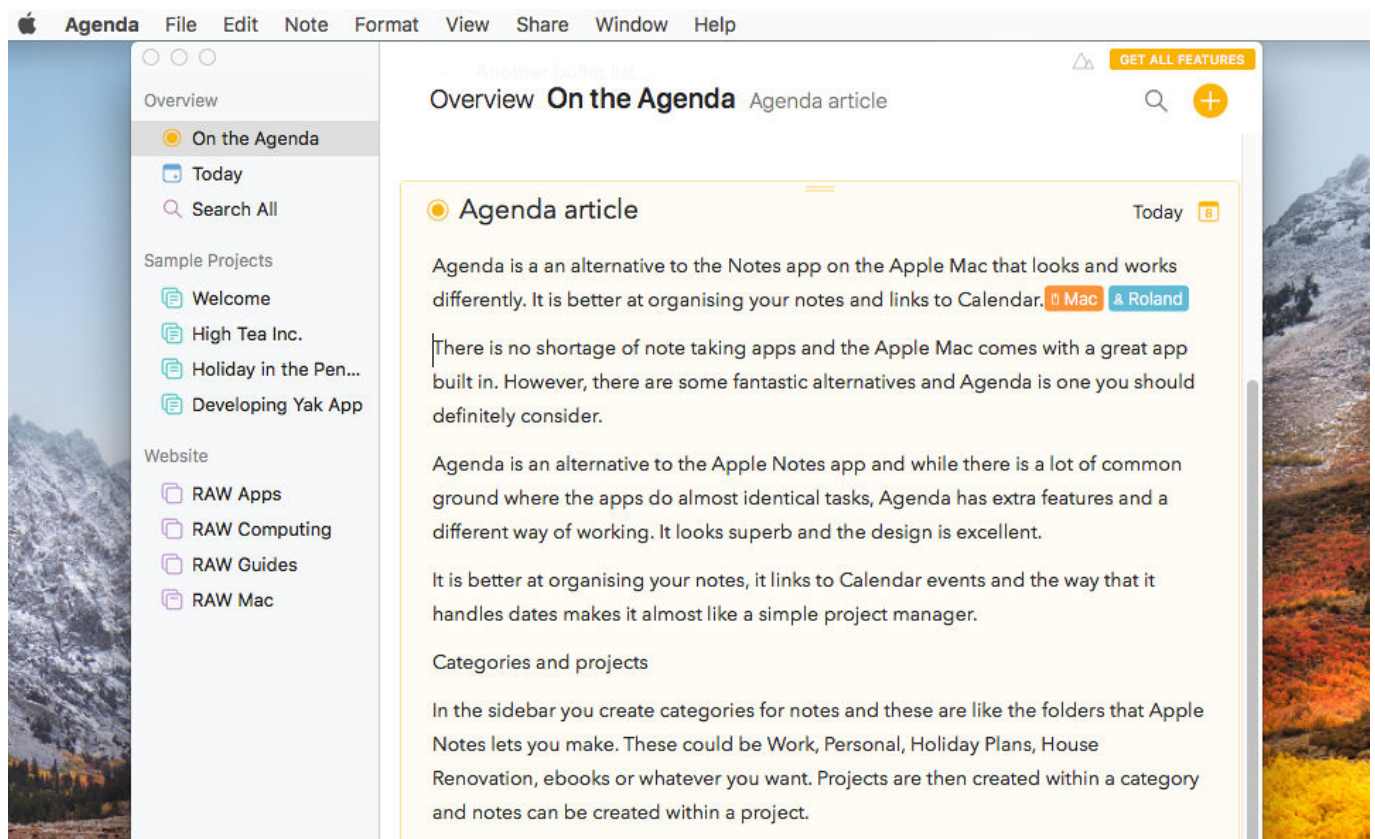 Agenda File Edit Note Format View Share Window Help
Another bullet list
GET ALL FEATURES
Overview
On the Agenda
Today
Search All
Sample Projects
Welcome
High Tea Inc.
Holiday in the Pen...
Developing Yak App
Website
RAW Apps
RAW Computing
RAW Guides
RAW Mac
Overview On the Agenda Agenda article
Agenda article
Today 8
Agenda is a an alternative to the Notes app on the Apple Mac that looks and works
differently. It is better at organising your notes and links to Calendar. Mac Roland
There is no shortage of note taking apps and the Apple Mac comes with a great app
built in. However, there are some fantastic alternatives and Agenda is one you should
definitely consider.
Agenda is an alternative to the Apple Notes app and while there is a lot of common
ground where the apps do almost identical tasks, Agenda has extra features and a
different way of working. It looks superb and the design is excellent.
It is better at organising your notes, it links to Calendar events and the way that it
handles dates makes it almost like a simple project manager.
Categories and projects
In the sidebar you create categories for notes and these are like the folders that Apple
Notes lets you make. These could be Work, Personal, Holiday Plans, House
Renovation, ebooks or whatever you want. Projects are then created within a category
and notes can be created within a project.